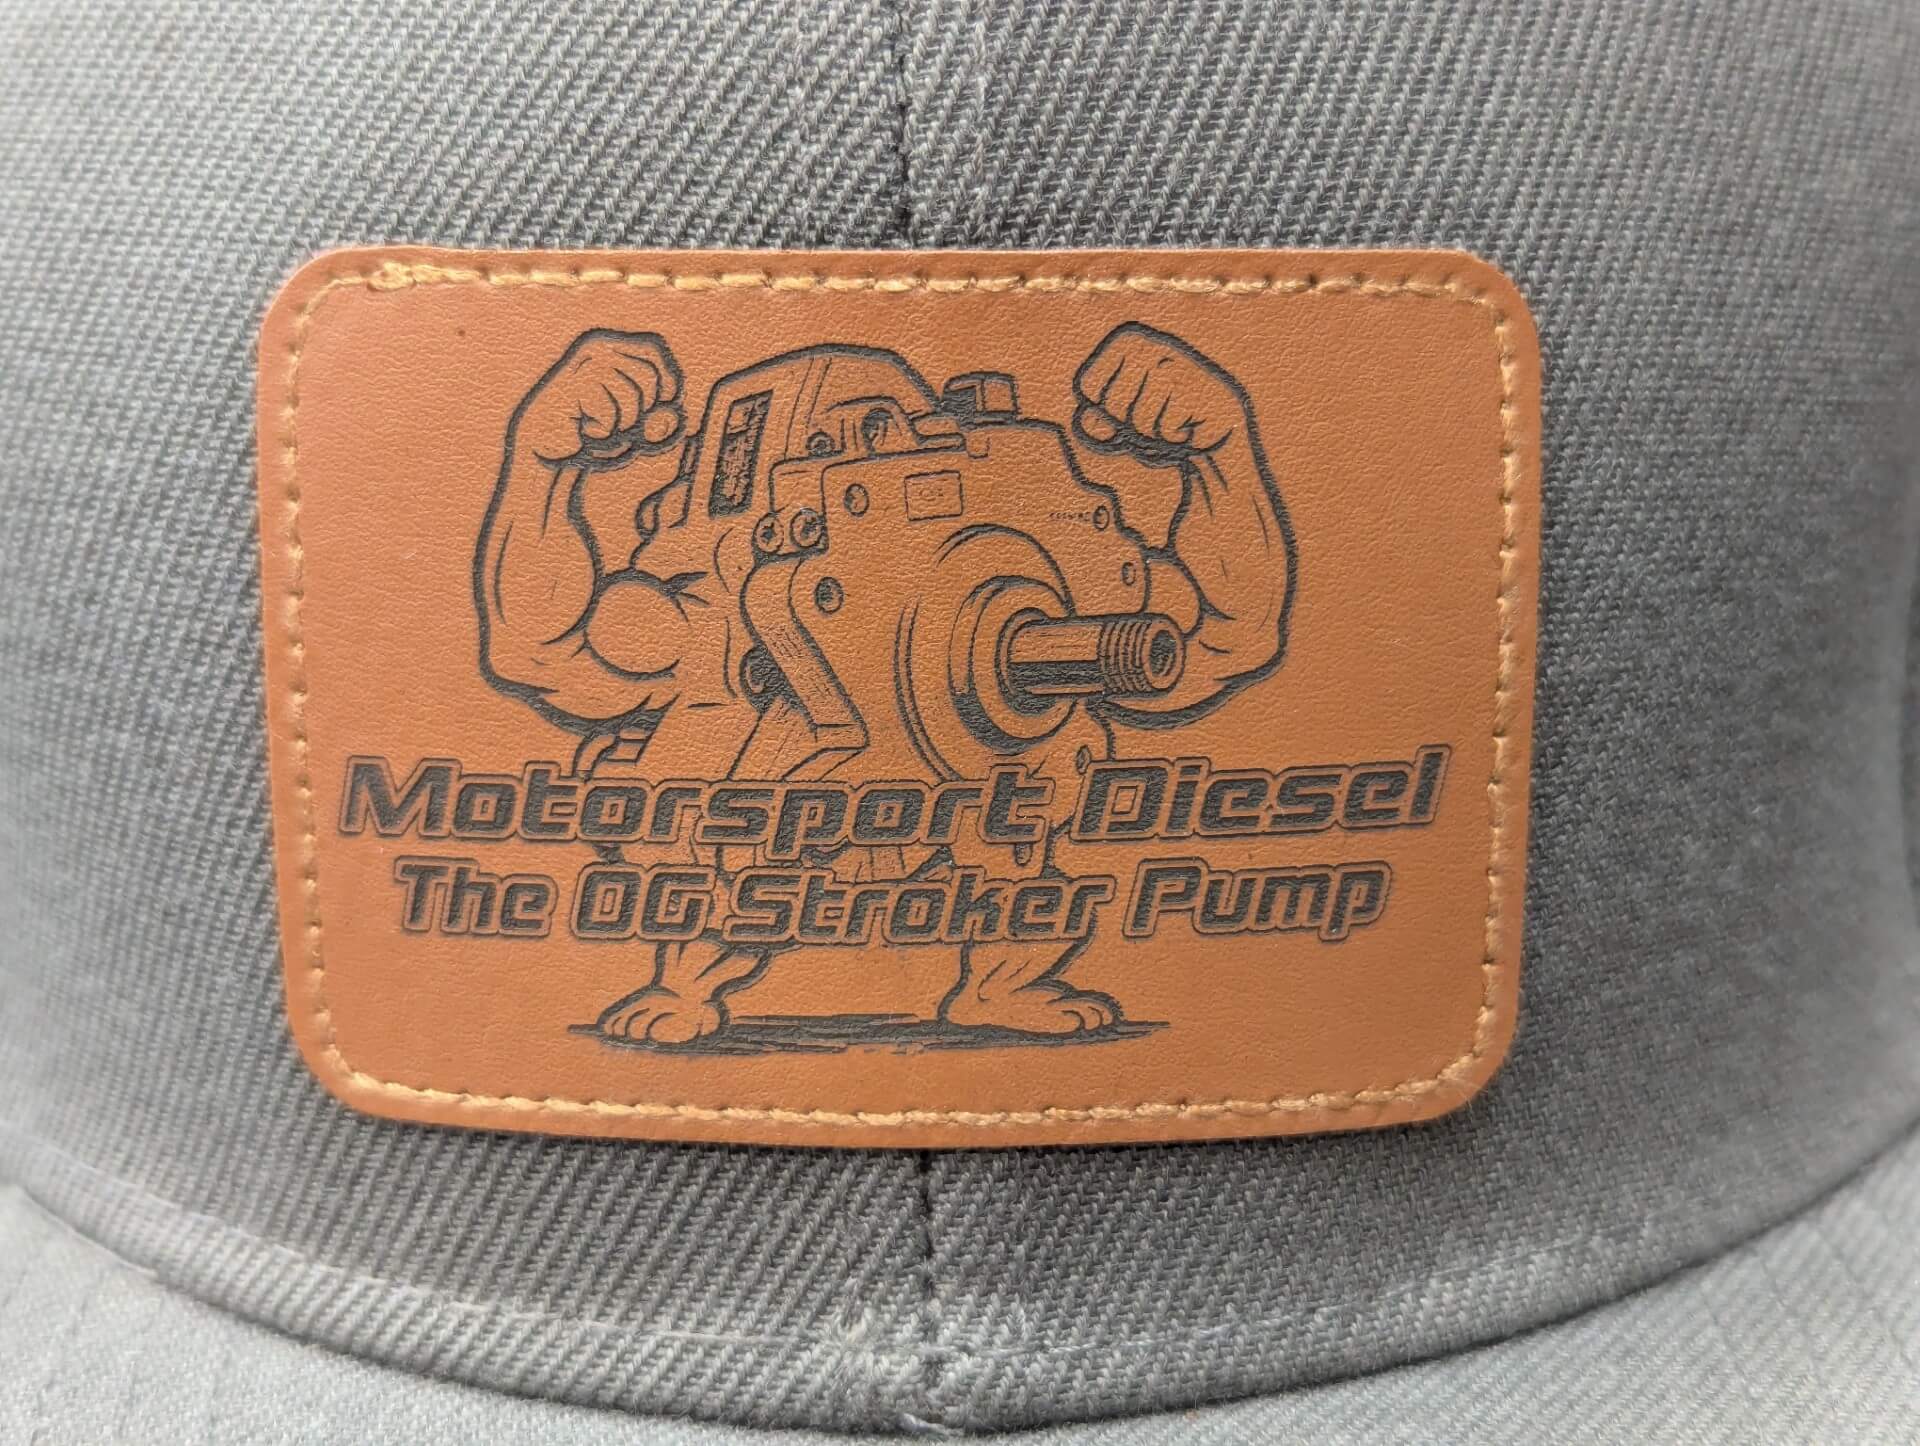 Motorsport Diesel
The OG Stroker Pump